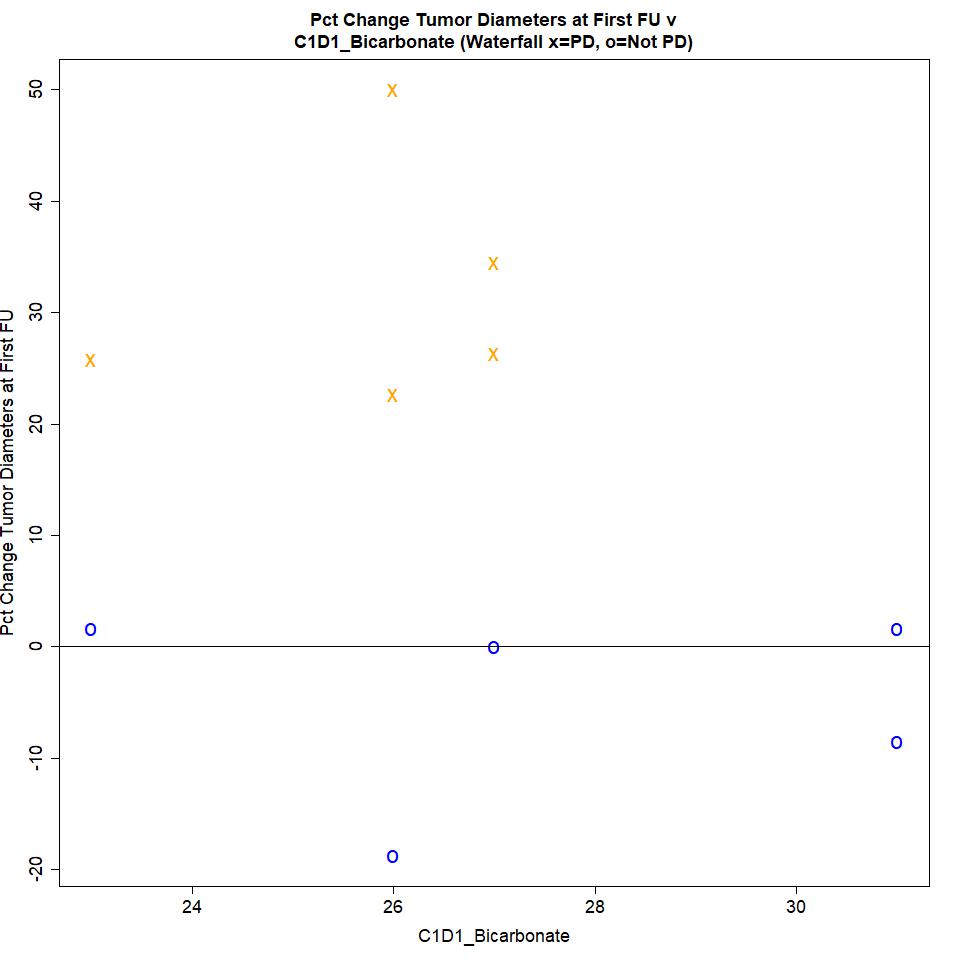 Pct Change Tumor Diameters at First FU v
C1D1_Bicarbonate (Waterfall x=PD, o=Not PD)
Pct Change Tumor Diameters at First FU
50
40
30
20
10
0
-10
-20
X
X
X
X
X
O
O
O
O
O
24
26
28
30
C1D1_Bicarbonate